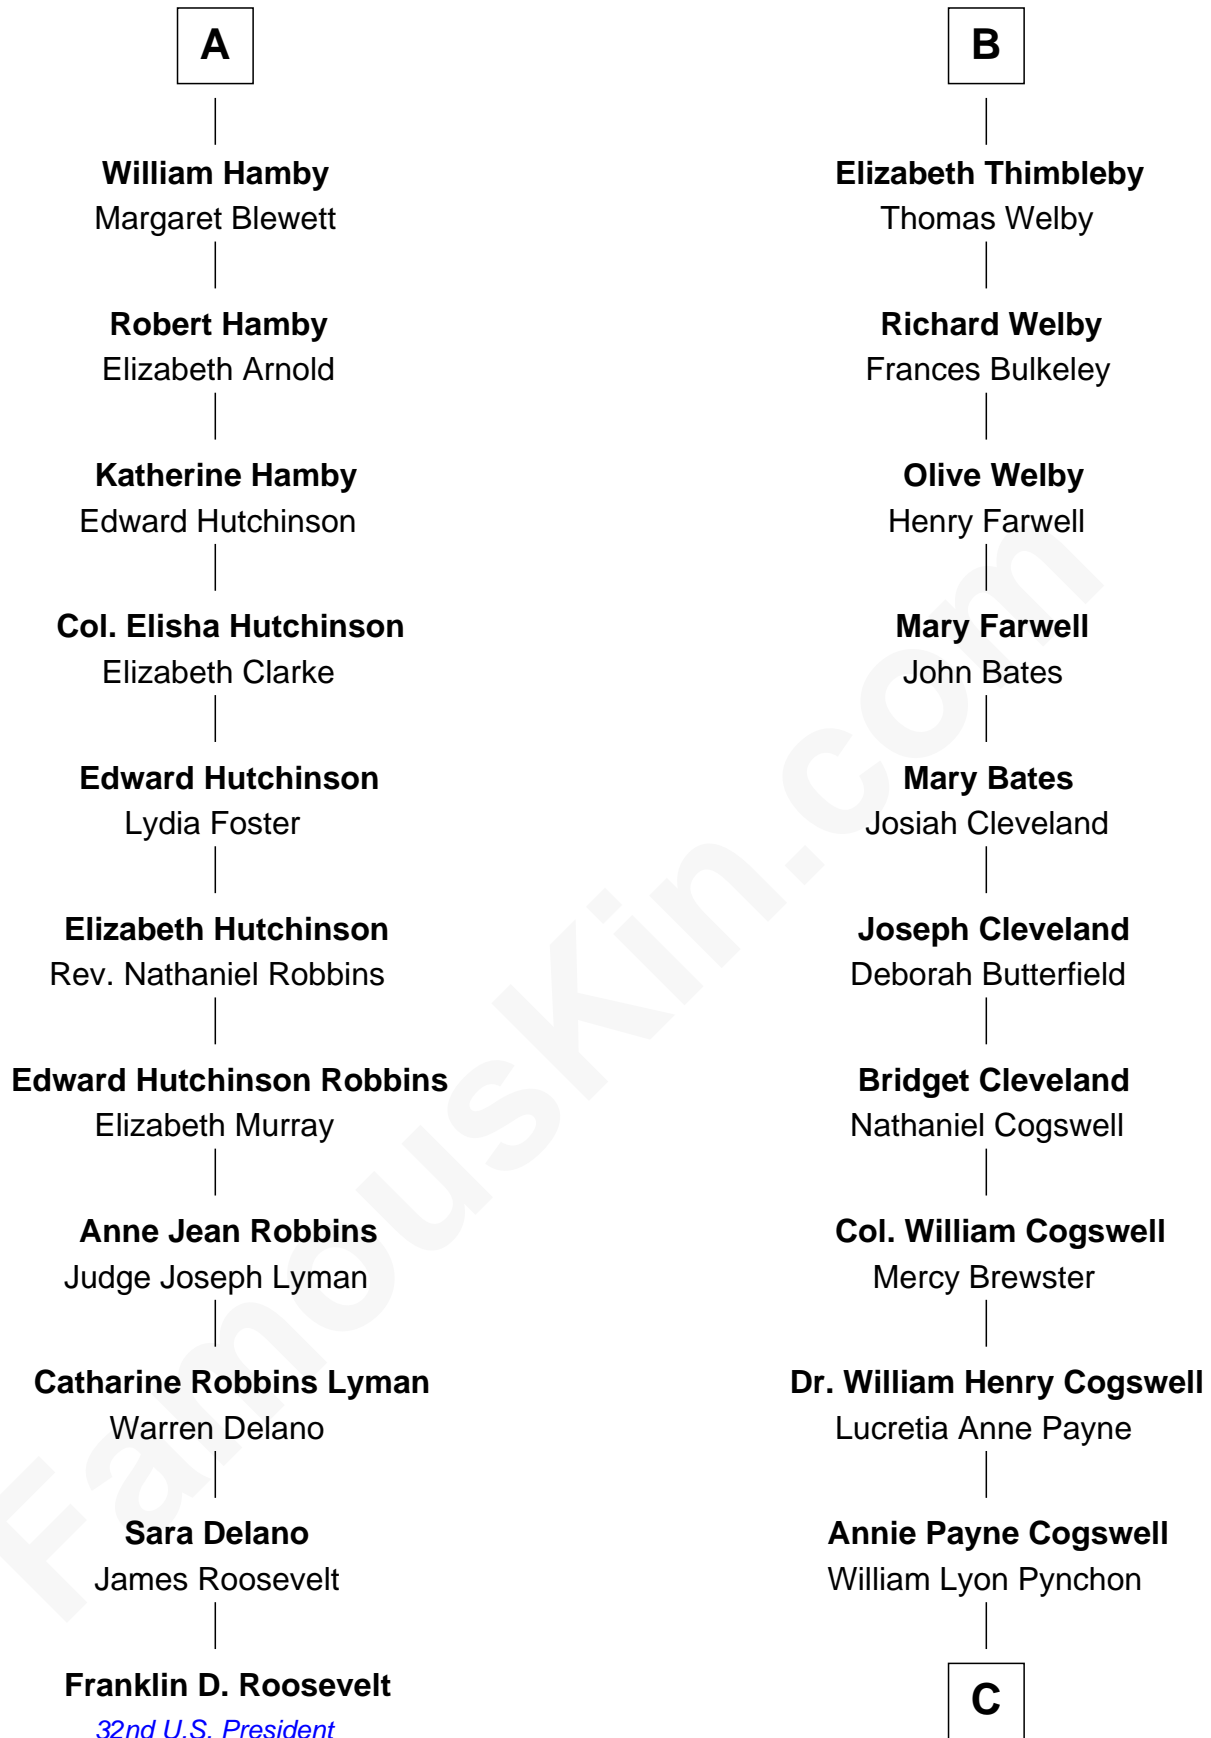 A
William Hamby
Margaret Blewett
Robert Hamby
Elizabeth Arnold
Katherine Hamby
Edward Hutchinson
Col. Elisha Hutchinson
Elizabeth Clarke
Edward Hutchinson
Lydia Foster
Elizabeth Hutchinson
Rev. Nathaniel Robbins
Edward Hutchinson Robbins
Elizabeth Murray
Anne Jean Robbins
Judge Joseph Lyman
Catharine Robbins Lyman
Warren Delano
Sara Delano
James Roosevelt
Franklin D. Roosevelt
32nd U.S. President
B
Elizabeth Thimbleby
Thomas Welby
Richard Welby
Frances Bulkeley
Olive Welby
Henry Farwell
Mary Farwell
John Bates
Mary Bates
Josiah Cleveland
Joseph Cleveland
Deborah Butterfield
Bridget Cleveland
Nathaniel Cogswell
Col. William Cogswell
Mercy Brewster
Dr. William Henry Cogswell
Lucretia Anne Payne
Annie Payne Cogswell
William Lyon Pynchon
C
FamousKin.com